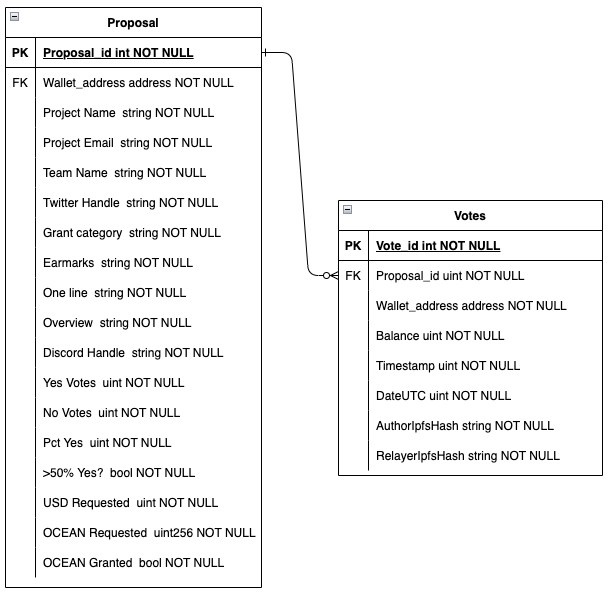 Proposal
PK Proposal_id int NOT NULL
FK Wallet_address address NOT NULL
Project Name  string NOT NULL
Project Email  string NOT NULL
Team Name  string NOT NULL
Twitter Handle  string NOT NULL
Grant category  string NOT NULL
Earmarks  string NOT NULL
One line  string NOT NULL
Overview  string NOT NULL
Discord Handle  string NOT NULL
Yes Votes  uint NOT NULL
No Votes  uint NOT NULL
Pct Yes  uint NOT NULL
>50% Yes?  bool NOT NULL
USD Requested  uint NOT NULL
OCEAN Requested  uint256 NOT NULL
OCEAN Granted  bool NOT NULL
Votes
PK Vote_id int NOT NULL
FK Proposal_id uint NOT NULL
Wallet_address address NOT NULL
Balance uint NOT NULL
Timestamp uint NOT NULL
DateUTC uint NOT NULL
AuthorIpfsHash string NOT NULL
RelayerIpfsHash string NOT NULL